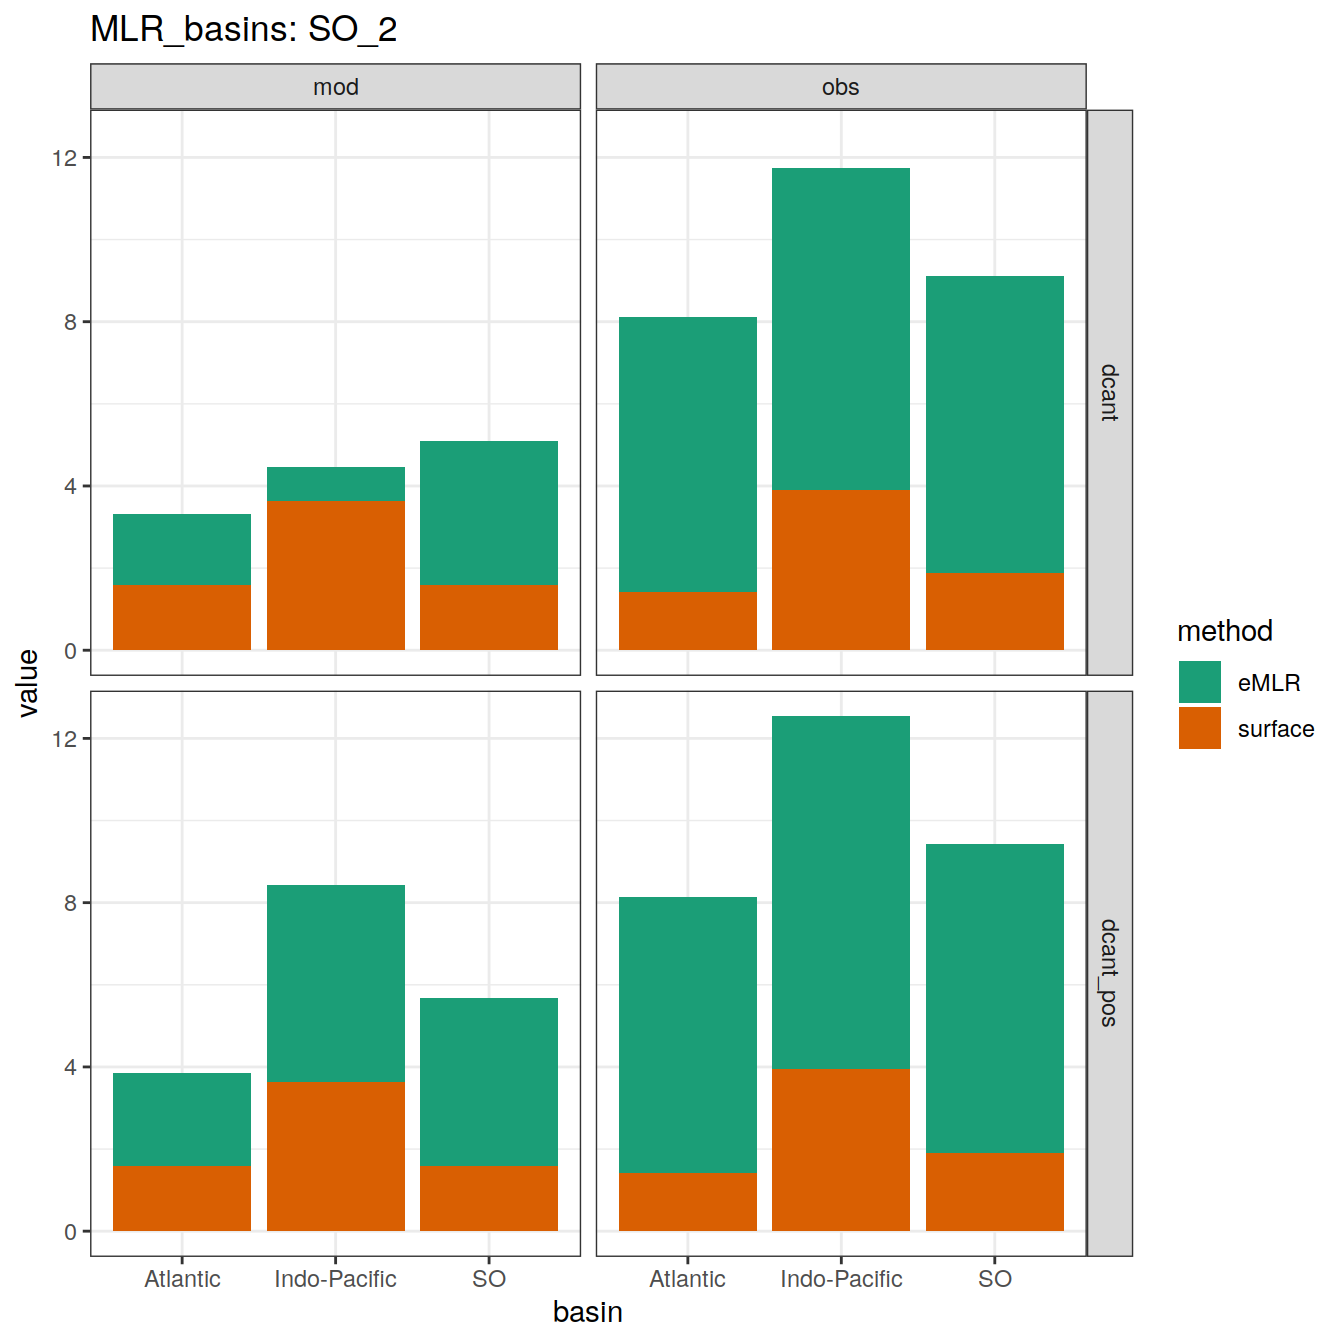 MLR_basins: SO_2
mod
obs
12
8
4
0
dcant
value
12
8
4
0
dcant_pos
Atlantic
Indo-Pacific
SO
Atlantic
Indo-Pacific
SO
basin
method
eMLR
surface